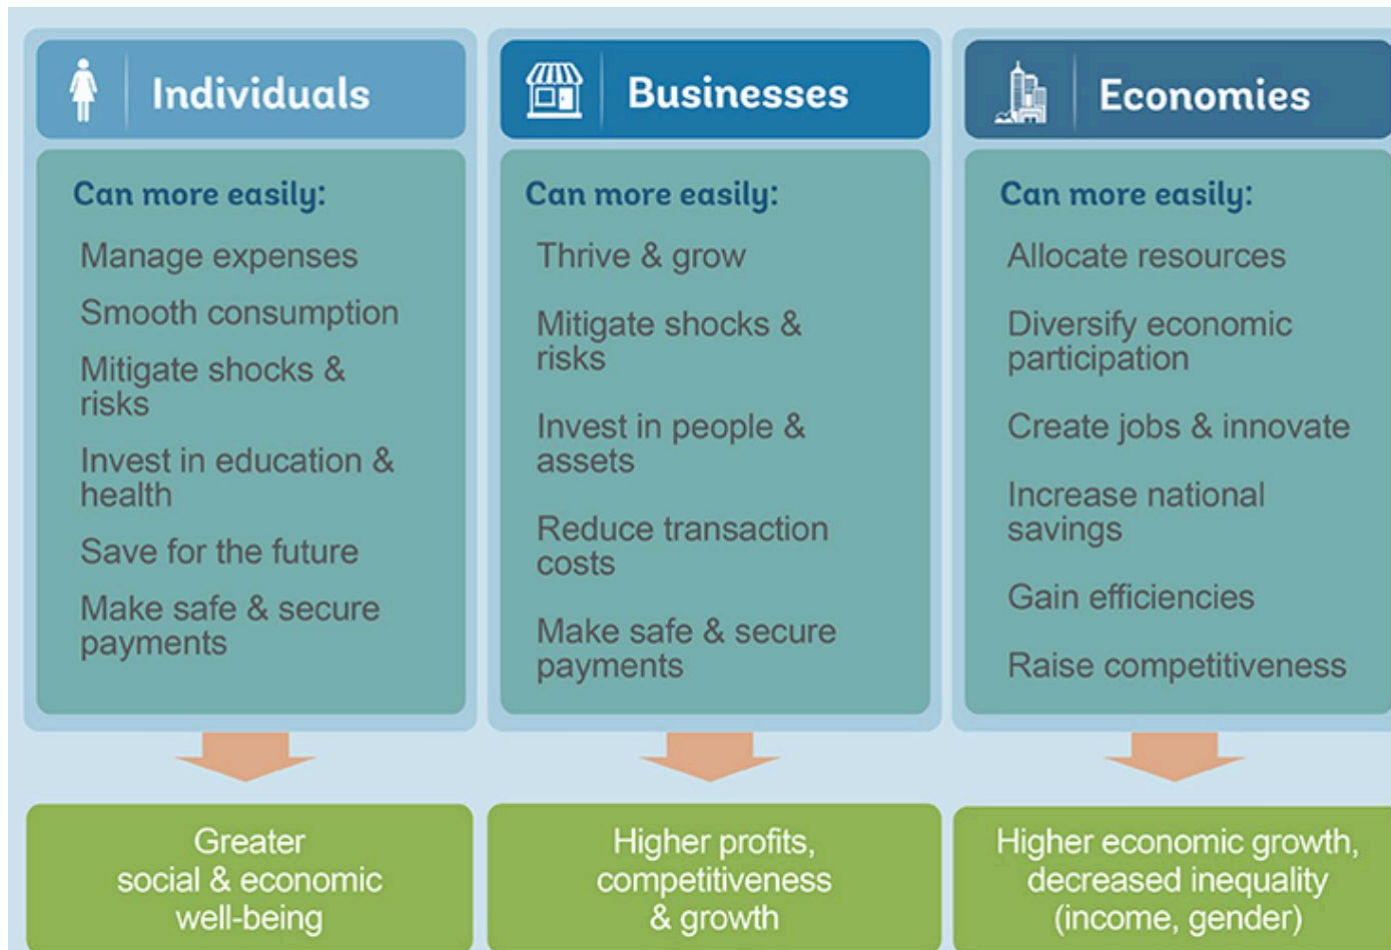 Individuals
Can more easily:
Manage expenses
Smooth consumption
Mitigate shocks &
risks
Invest in education &
health
Save for the future
Make safe & secure
payments
Greater
social & economic
well-being
Businesses
Can more easily:
Thrive & grow
Mitigate shocks &
risks
Invest in people &
assets
Reduce transaction
costs
Make safe & secure
payments
Higher profits,
competitiveness
& growth
Economies
Can more easily:
Allocate resources
Diversify economic
participation
Create jobs & innovate
Increase national
savings
Gain efficiencies
Raise competitiveness
Higher economic growth,
decreased inequality
(income, gender)